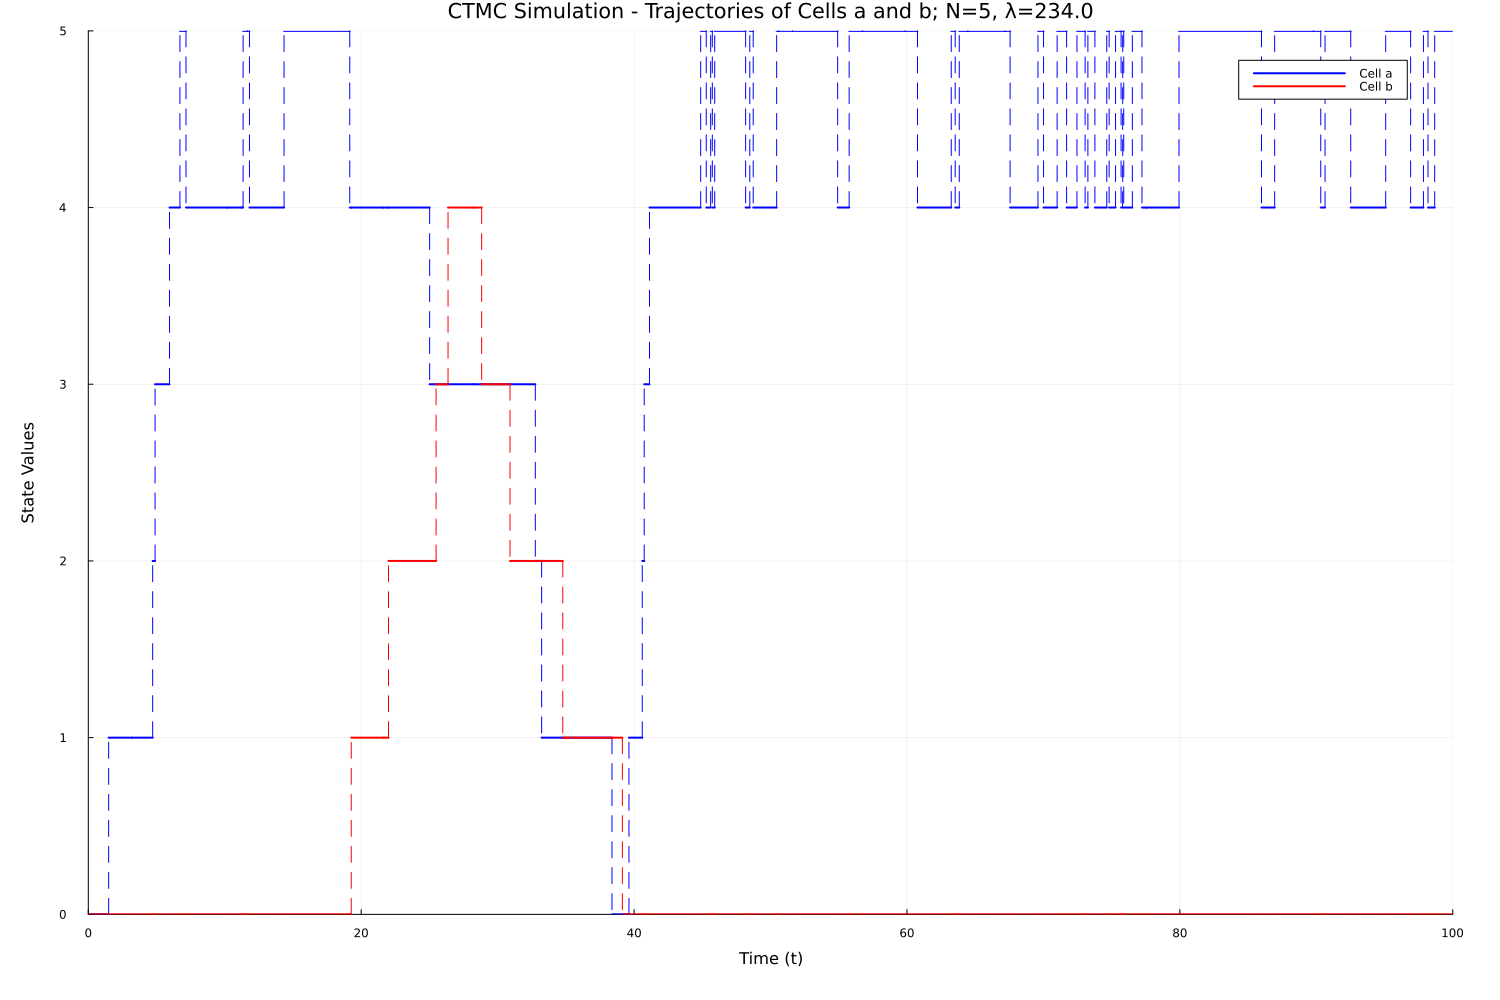 CTMC Simulation - Trajectories of Cells a and b; N=5, λ=234.0
5
Cell a
Cell b
4
3
State Values
2
1
0
0 20 40 60 80 100
Time (t)